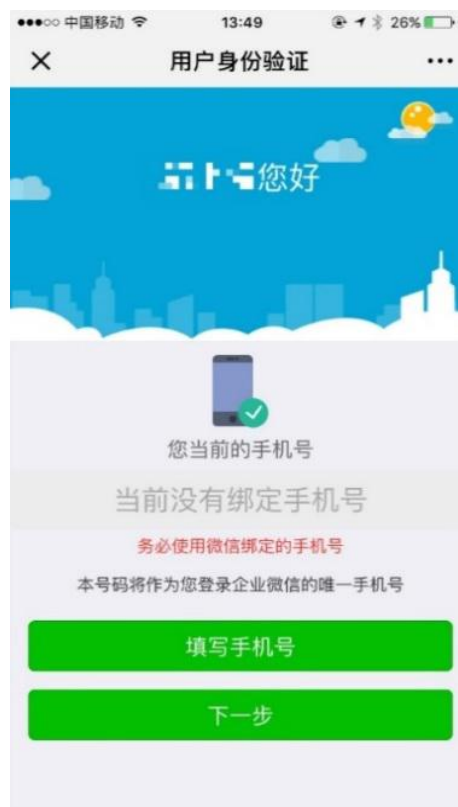 中国移动 13:49 26%
用户身份验证
您好
您当前的手机号
当前没有绑定手机号
务必使用微信绑定的手机号
本号码将作为您登录企业微信的唯一手机号
填写手机号
下一步